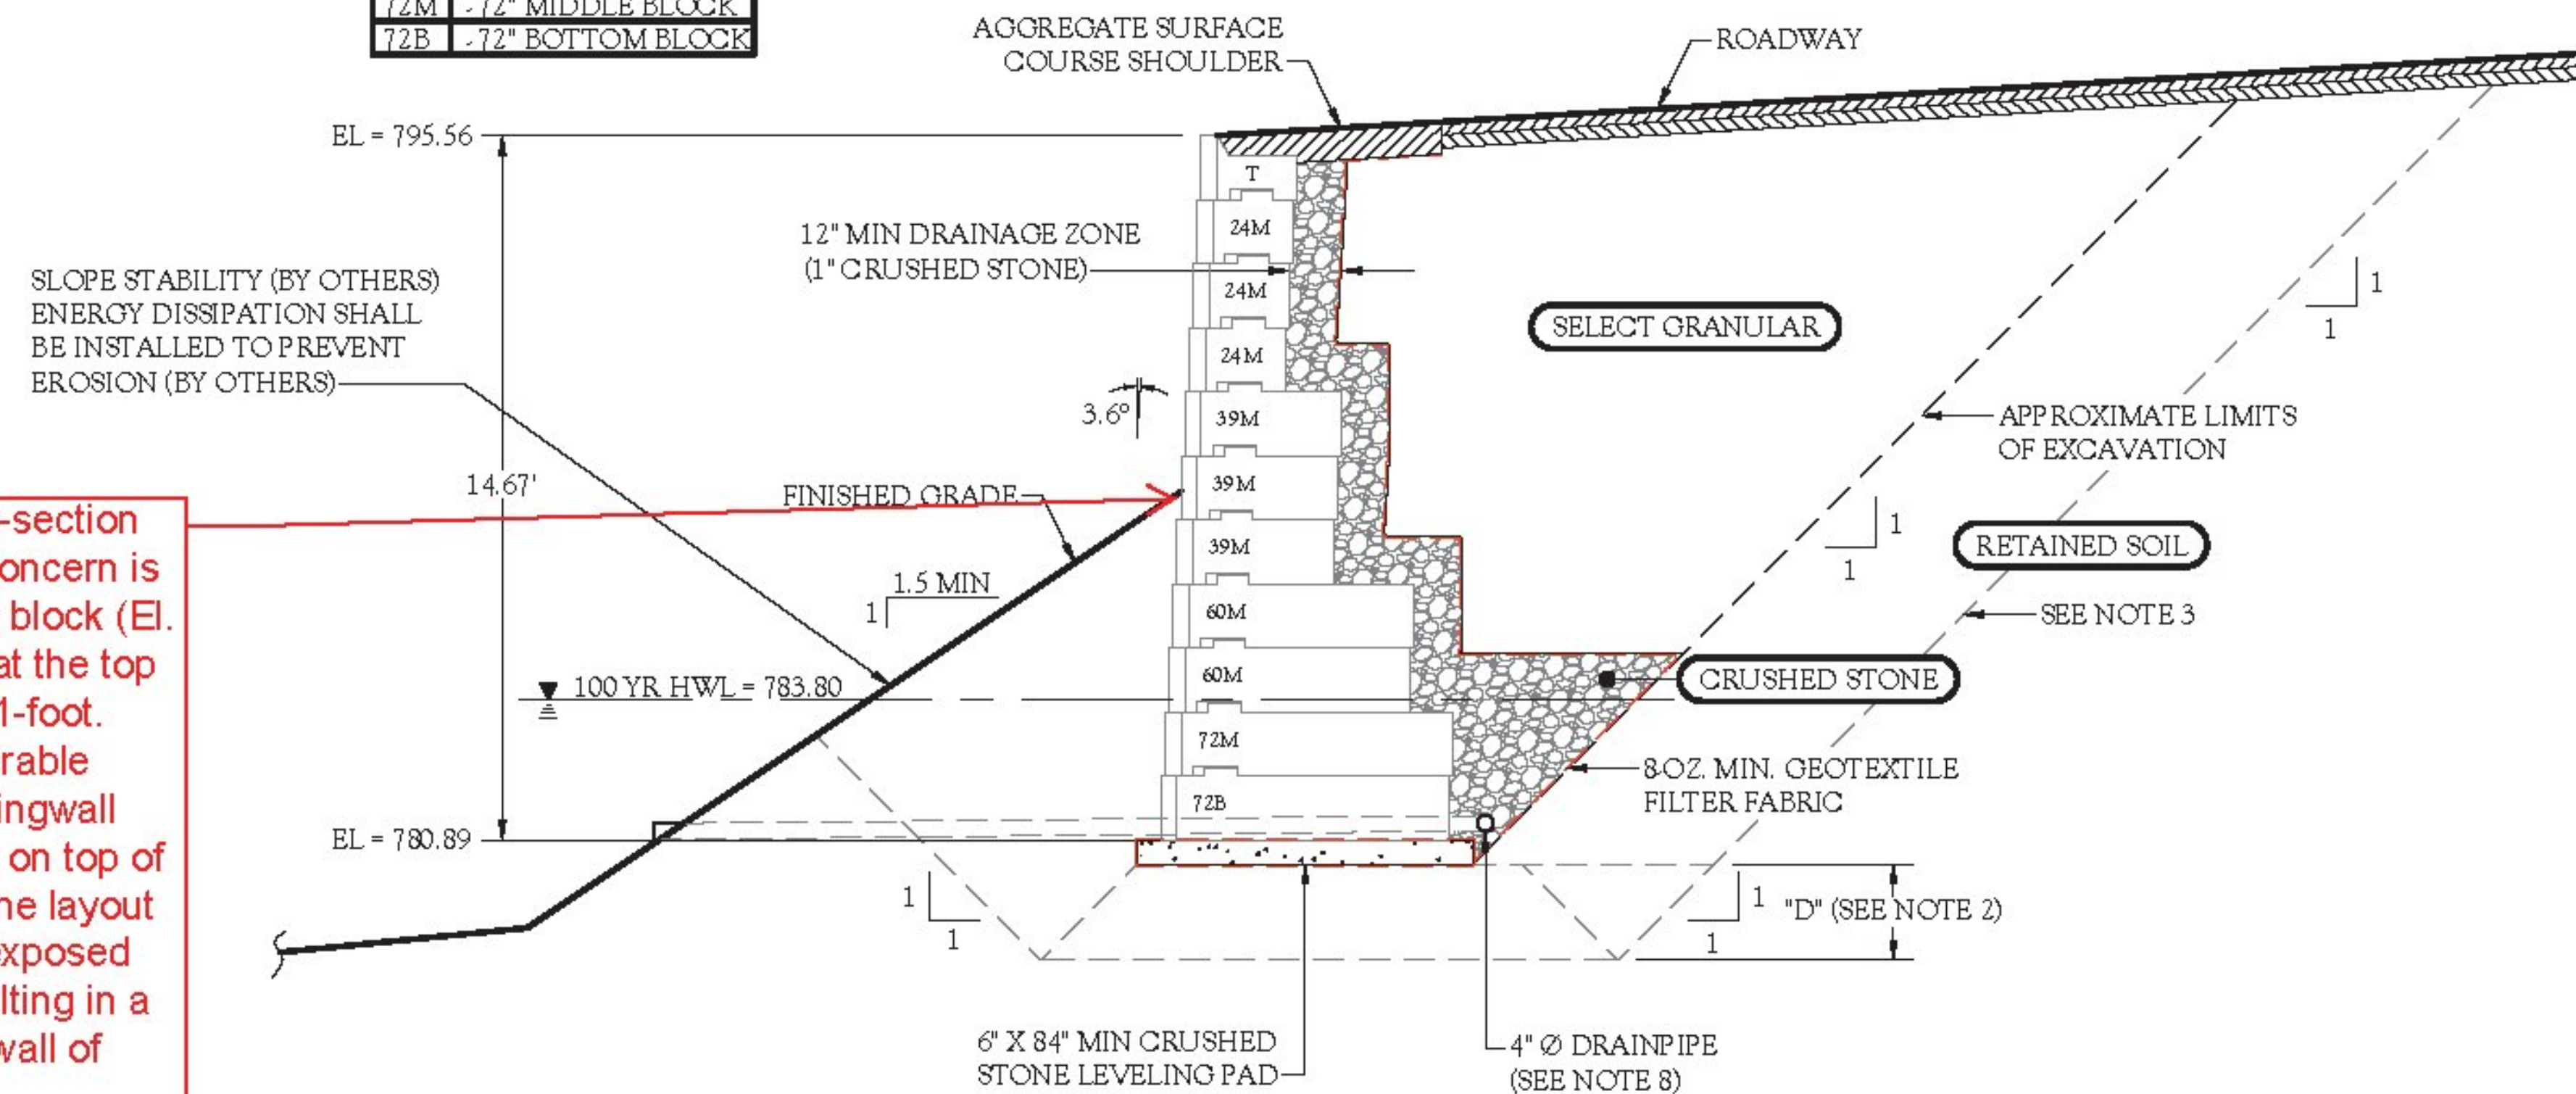 72M - 72" MIDDLE BLOCK
72B - 72" BOTTOM BLOCK
AGGREGATE SURFACE
COURSE SHOULDER
ROADWAY
EL = 795.56
T
24M
24M
24M
39M
39M
39M
60M
60M
72M
72B
12" MIN DRAINAGE ZONE
(1" CRUSHED STONE)
SLOPE STABILITY (BY OTHERS)
ENERGY DISSIPATION SHALL
BE INSTALLED TO PREVENT
EROSION (BY OTHERS)
SELECT GRANULAR
1
1
3.6°
APPROXIMATE LIMITS
OF EXCAVATION
14.67'
FINISHED GRADE
1
1
RETAINED SOIL
SEE NOTE 3
1.5 MIN
1
100 YR HWL = 783.80
CRUSHED STONE
8 OZ. MIN. GEOTEXTILE
FILTER FABRIC
EL = 780.89
1
1
1
1
"D" (SEE NOTE 2)
6" X 84" MIN CRUSHED
STONE LEVELING PAD
4" Ø DRAINPIPE
(SEE NOTE 8)
-section
oncern is
block (El.
at the top
1-foot.
rable
ingwall
on top of
ne layout
exposed
lting in a
wall of